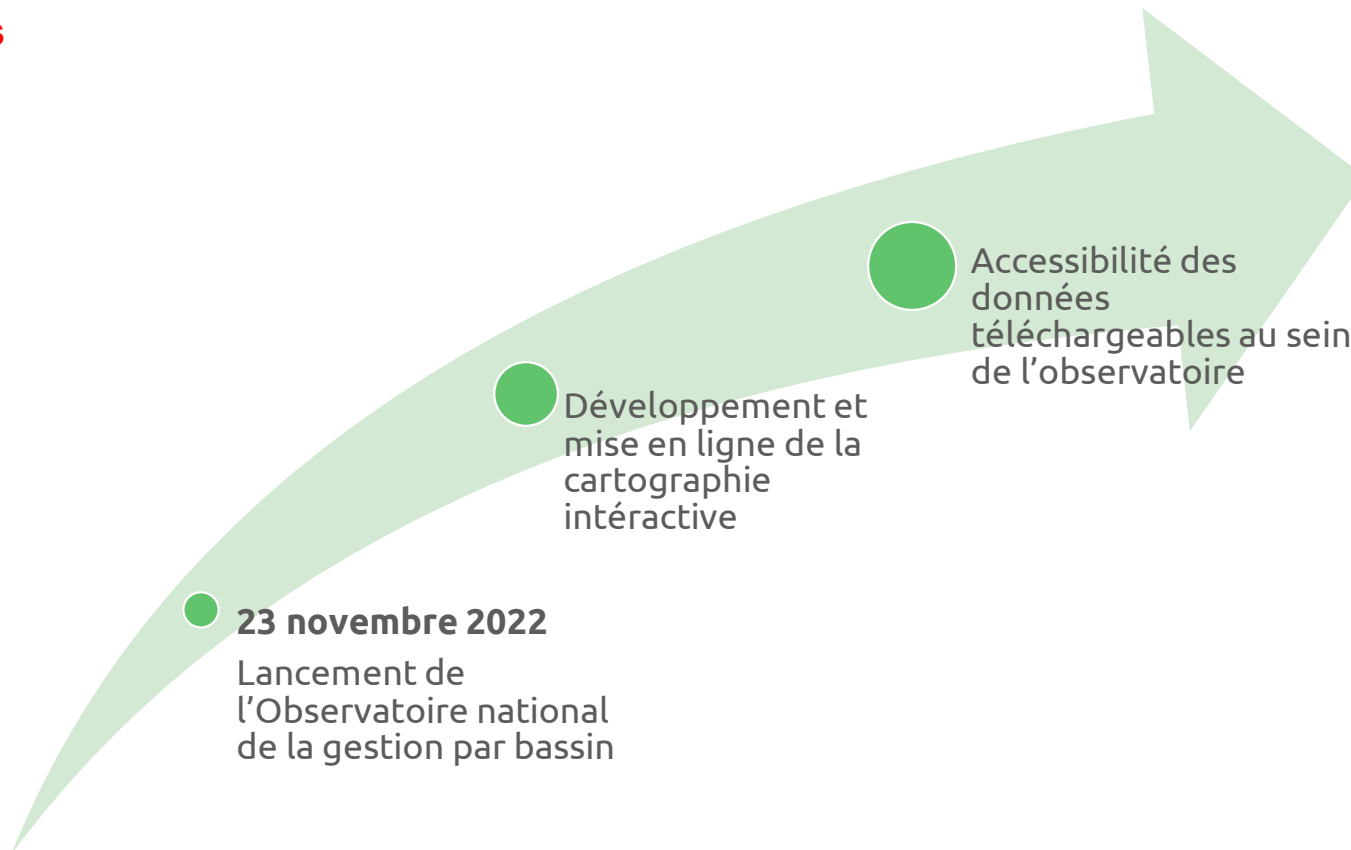 s
Accessibilité des
données
téléchargeables au sein
de l’observatoire
Développement et
mise en ligne de la
cartographie
intéractive
23 novembre 2022
Lancement de
l’Observatoire national
de la gestion par bassin